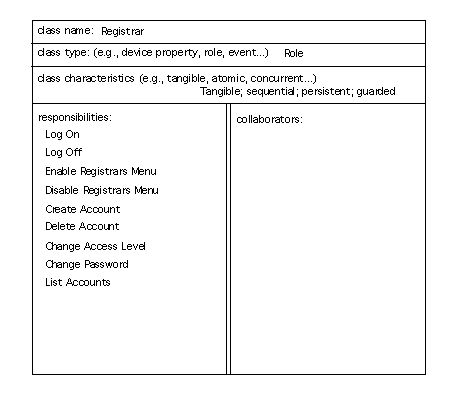 class name: Registrar
class type: (e.g., device property, role, event...) Role
class characteristics (e.g., tangible, atomic, concurrent...)
Tangible; sequential; persistent; guarded
responsibilities:
Log On
Log Off
Enable Registrars Menu
Disable Registrars Menu
Create Account
Delete Account
Change Access Level
Change Password
List Accounts
collaborators: